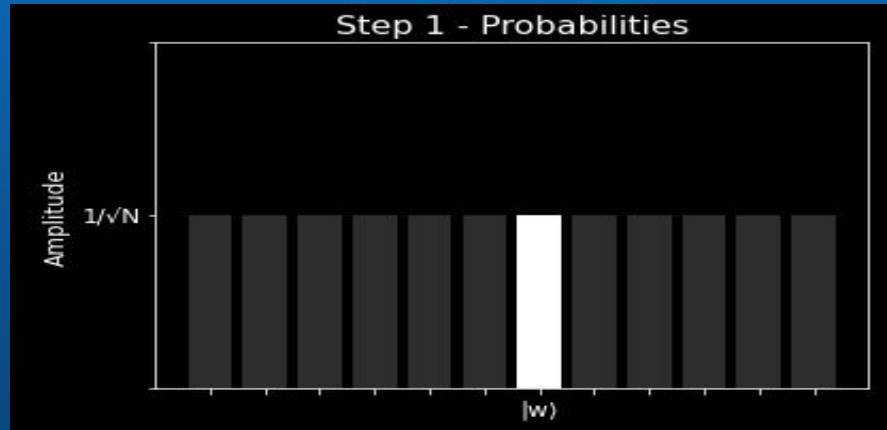 Step 1 - Probabilities
Amplitude
1/√N
|w⟩